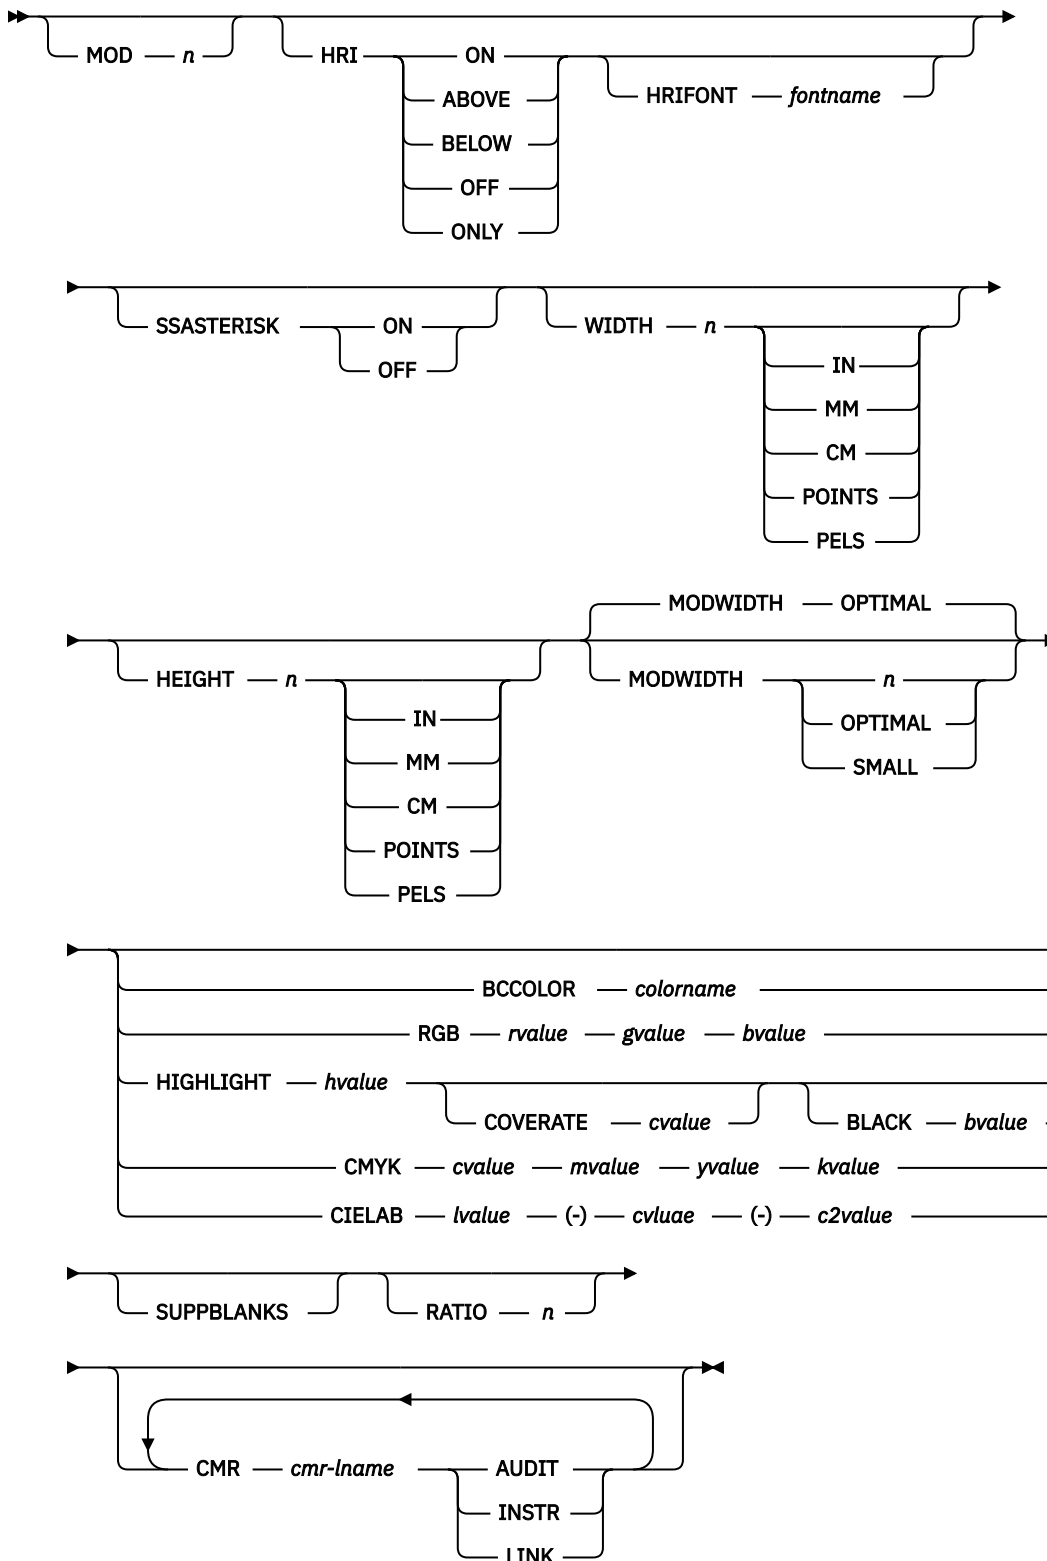 MOD n HRI ON
HRIFONT fontname
ABOVE
BELOW
OFF
ONLY
SSASTERISK ON WIDTH n
OFF
IN
MM
CM
POINTS
PELS
MODWIDTH OPTIMAL
HEIGHT n MODWIDTH n
IN
OPTIMAL
MM
SMALL
CM
POINTS
PELS
BCCOLOR colorname
RGB rvalue gvalue bvalue
HIGHLIGHT hvalue
COVERATE cvalue BLACK bvalue
CMYK cvalue mvalue yvalue kvalue
CIELAB lvalue (-) cvluae (-) c2value
SUPPBLANKS RATIO n
CMR cmr-lname AUDIT
INSTR
LINK